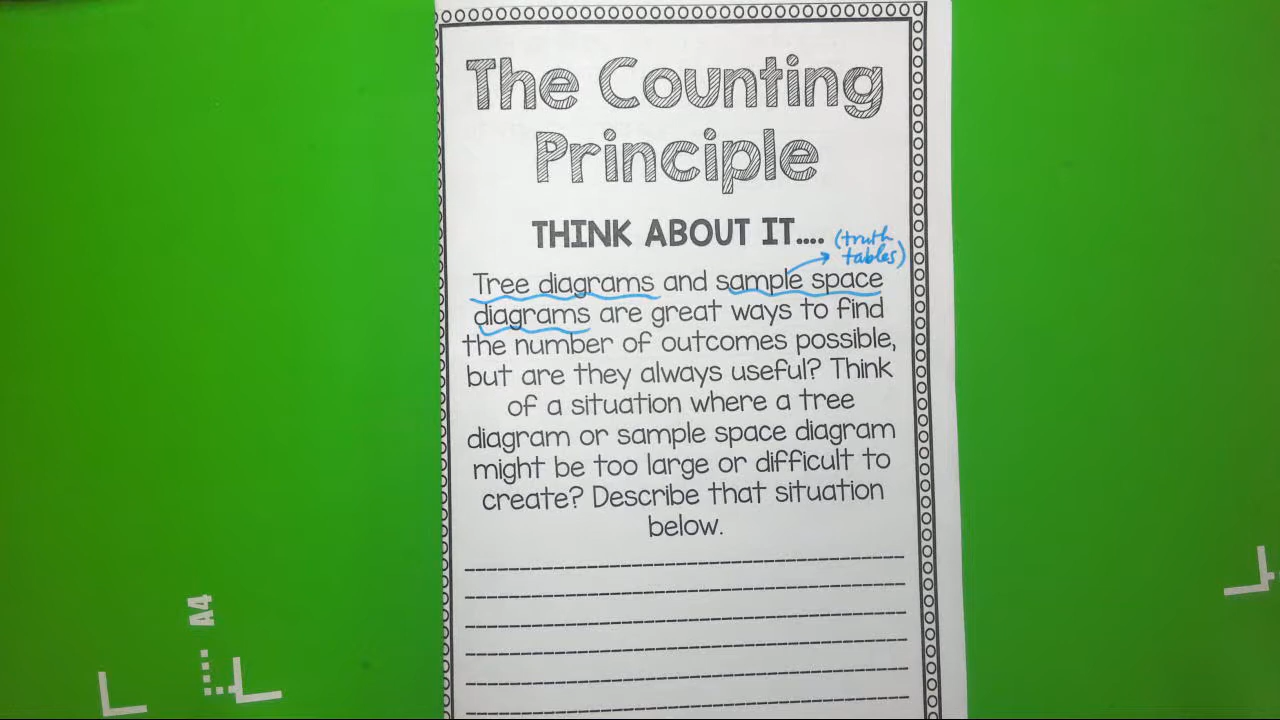 The Counting
Principle
THINK ABOUT IT....
(truth
tables)
Tree diagrams and sample space
diagrams are great ways to find
the number of outcomes possible,
but are they always useful? Think
of a situation where a tree
diagram or sample space diagram
might be too large or difficult to
create? Describe that situation
below.
A4